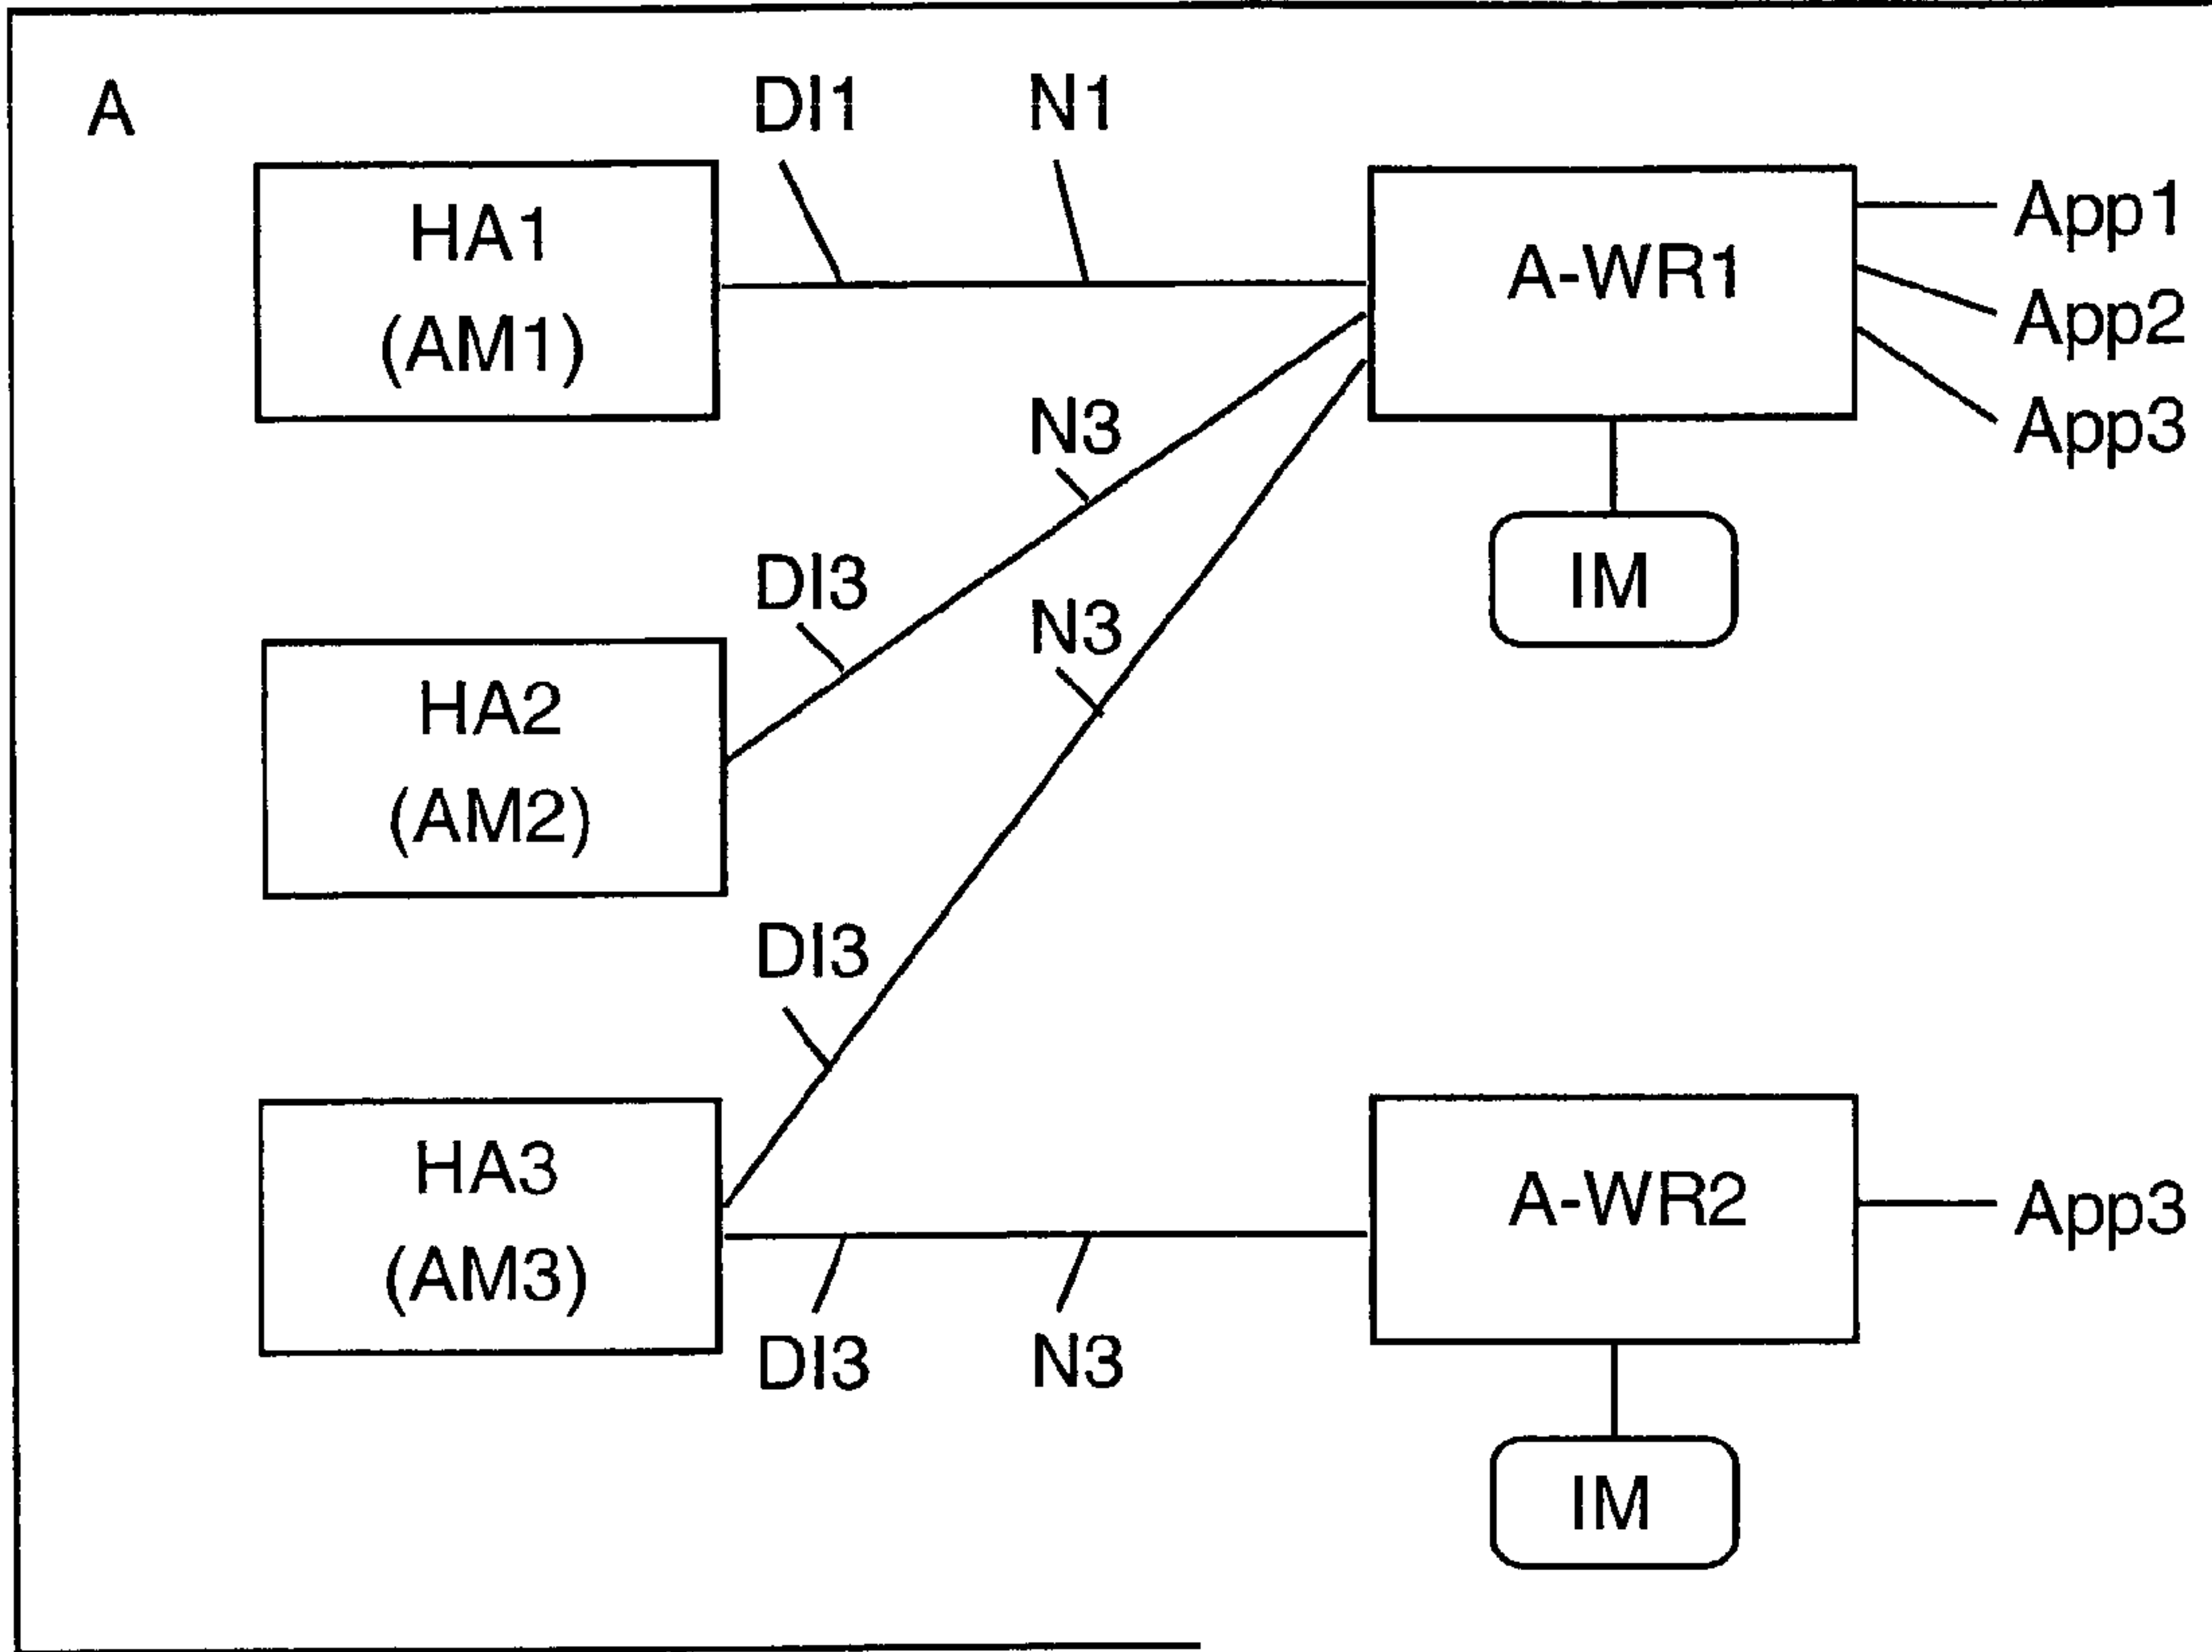 A
DI1
N1
HA1
(AM1)
A-WR1
App1
App2
App3
N3
IM
DI3
N3
HA2
(AM2)
DI3
HA3
(AM3)
A-WR2
App3
DI3
N3
IM